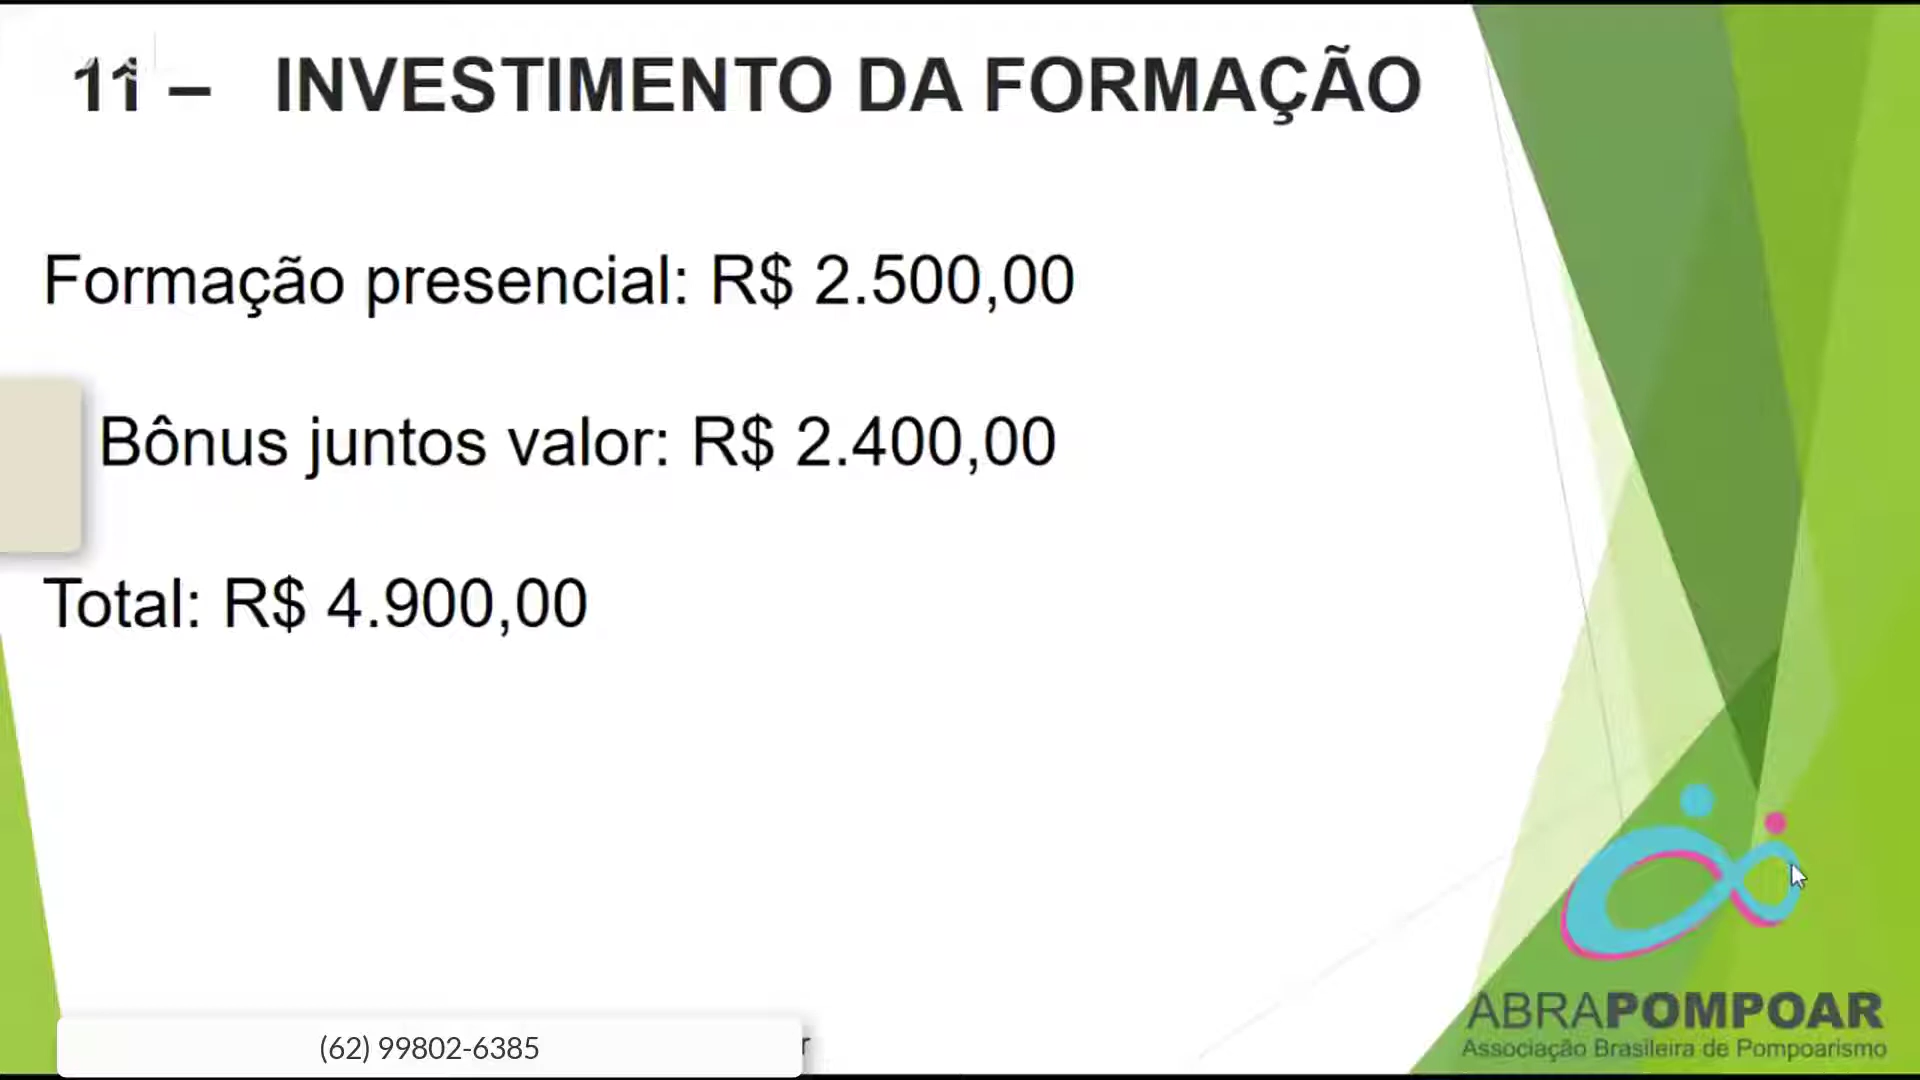 11 – INVESTIMENTO DA FORMAÇÃO
Formação presencial: R$ 2.500,00
Bônus juntos valor: R$ 2.400,00
Total: R$ 4.900,00
(62) 99802-6385
ABRAPOMPOAR
Associação Brasileira de Pompoarismo